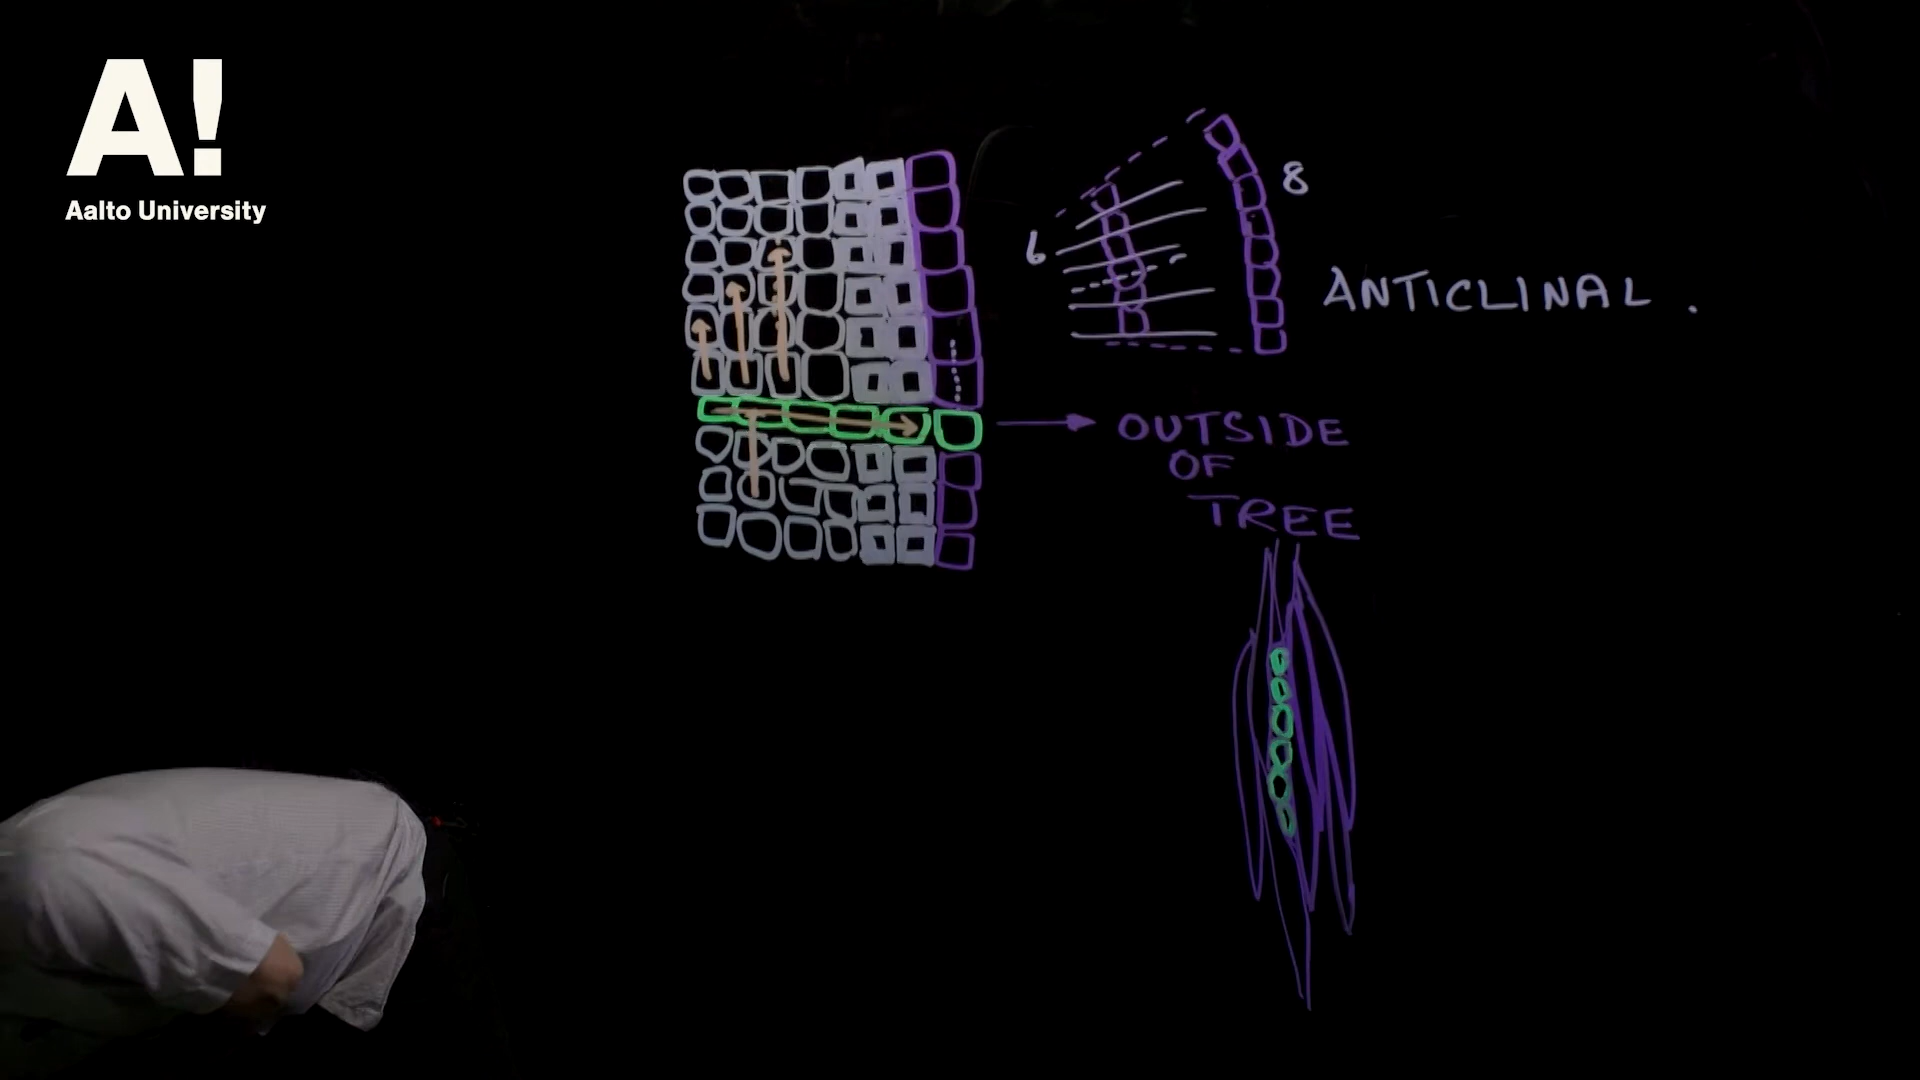 A!
Aalto University
8
6
ANTICLINAL.
OUTSIDE
OF
TREE